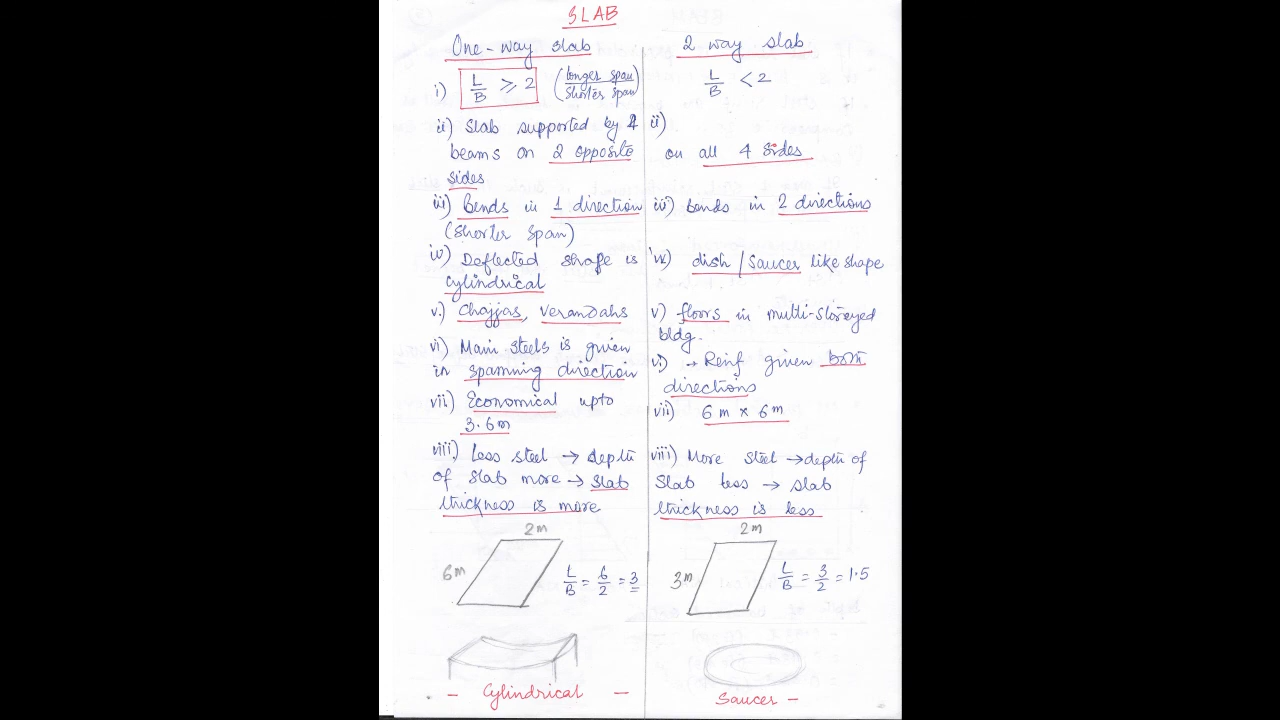 SLAB
One-way slab
i) L/B ≥ 2 (longer span/shorter span)
ii) Slab supported by 4
beams on 2 opposite
sides
iii) Bends in 1 direction
(shorter span)
iv) Deflected shape is
cylindrical
v.) Chajjas, Verandahs
vi) Main steels is given
in spanning direction
vii) Economical upto
3.6m
viii) Less steel → depth
of slab more → slab
thickness is more
2m
6m
L/B = 6/2 = 3
- Cylindrical -
2 way slab
L/B < 2
ii)
on all 4 sides
iii) bends in 2 directions
iv) dish / saucer like shape
v) floors in multi-storeyed
bldg.
vi) → Reinf given both
directions
vii) 6m x 6m
viii) More steel → depth of
slab less → slab
thickness is less
2m
3m
L/B = 3/2 = 1.5
Saucer -